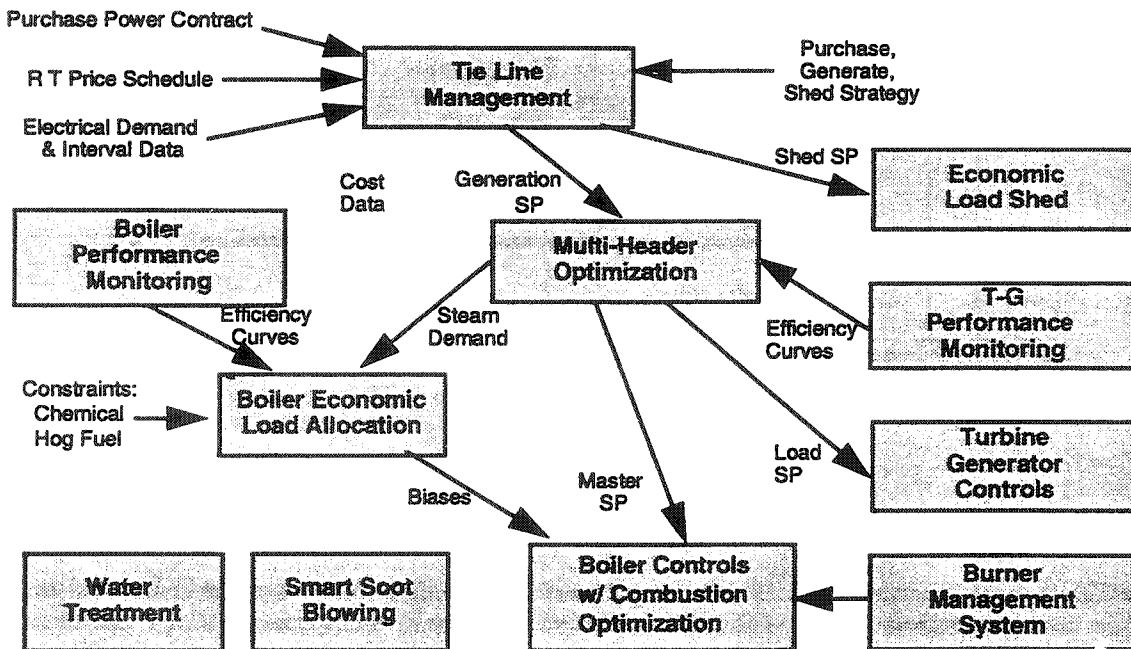 Purchase Power Contract
R T Price Schedule
Electrical Demand
& Interval Data
Tie Line
Management
Purchase,
Generate,
Shed Strategy
Cost
Data
Generation
SP
Shed SP
Economic
Load Shed
Boiler
Performance
Monitoring
Multi-Header
Optimization
Efficiency
Curves
Steam
Demand
Efficiency
Curves
T-G
Performance
Monitoring
Constraints:
Chemical
Hog Fuel
Boiler Economic
Load Allocation
Biases
Master
SP
Load
SP
Turbine
Generator
Controls
Water
Treatment
Smart Soot
Blowing
Boiler Controls
w/ Combustion
Optimization
Burner
Management
System